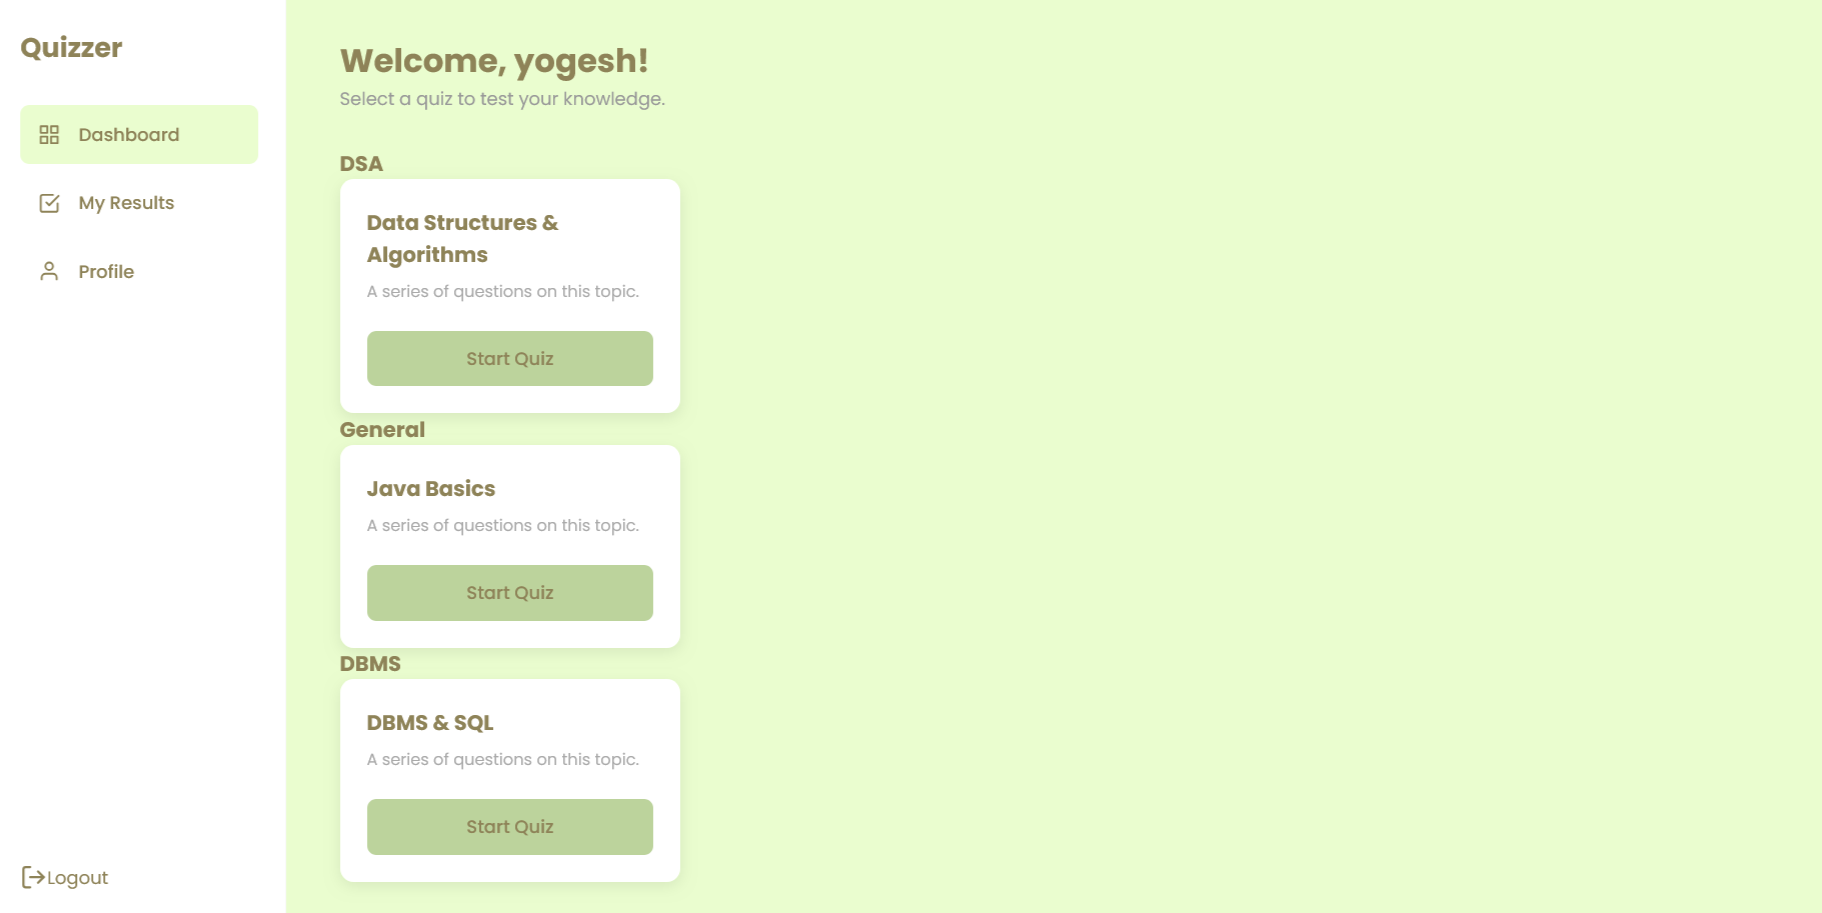 Quizzer
Dashboard
My Results
Profile
Logout
Welcome, yogesh!
Select a quiz to test your knowledge.
DSA
Data Structures &
Algorithms
A series of questions on this topic.
Start Quiz
General
Java Basics
A series of questions on this topic.
Start Quiz
DBMS
DBMS & SQL
A series of questions on this topic.
Start Quiz